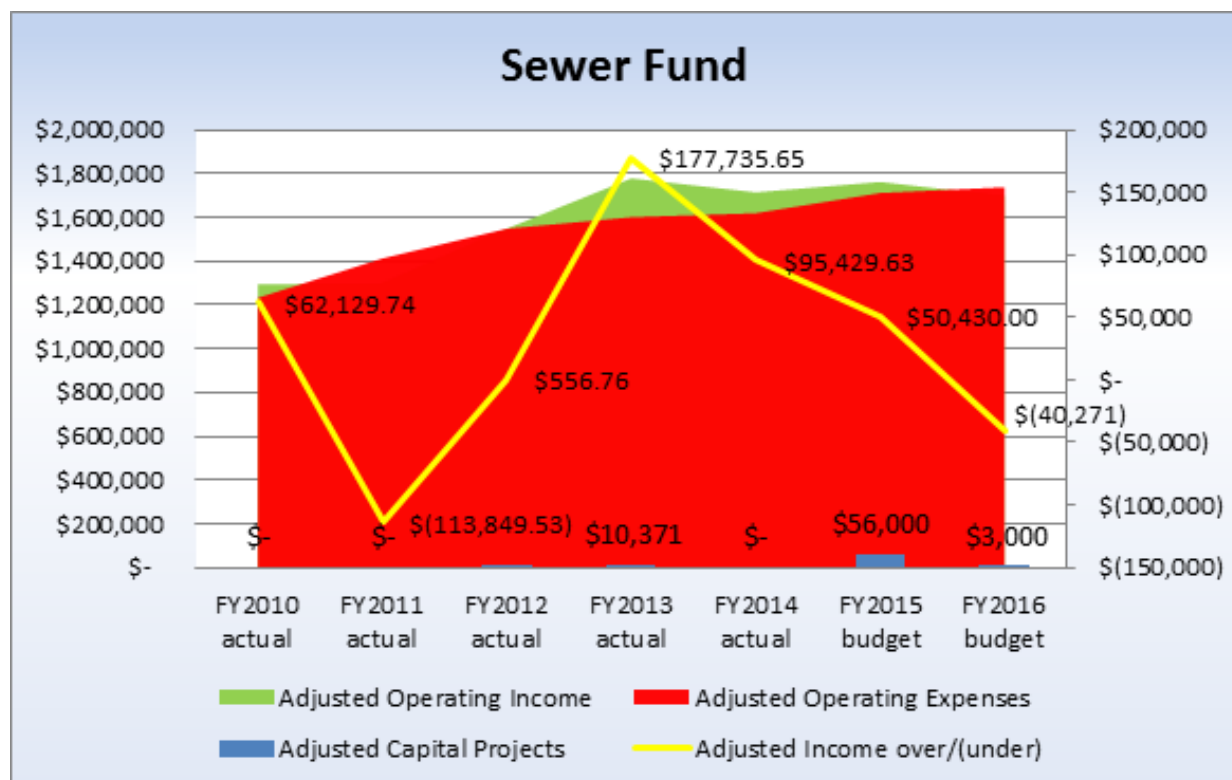 Sewer Fund
$2,000,000
$1,800,000
$1,600,000
$1,400,000
$1,200,000
$1,000,000
$800,000
$600,000
$400,000
$200,000
$-
$200,000
$150,000
$100,000
$50,000
$-
$(50,000)
$(100,000)
$(150,000)
$62,129.74
$(113,849.53)
$556.76
$177,735.65
$95,429.63
$50,430.00
$(40,271)
$-
$-
$10,371
$-
$56,000
$3,000
FY2010
actual
FY2011
actual
FY2012
actual
FY2013
actual
FY2014
actual
FY2015
budget
FY2016
budget
Adjusted Operating Income
Adjusted Operating Expenses
Adjusted Capital Projects
Adjusted Income over/(under)